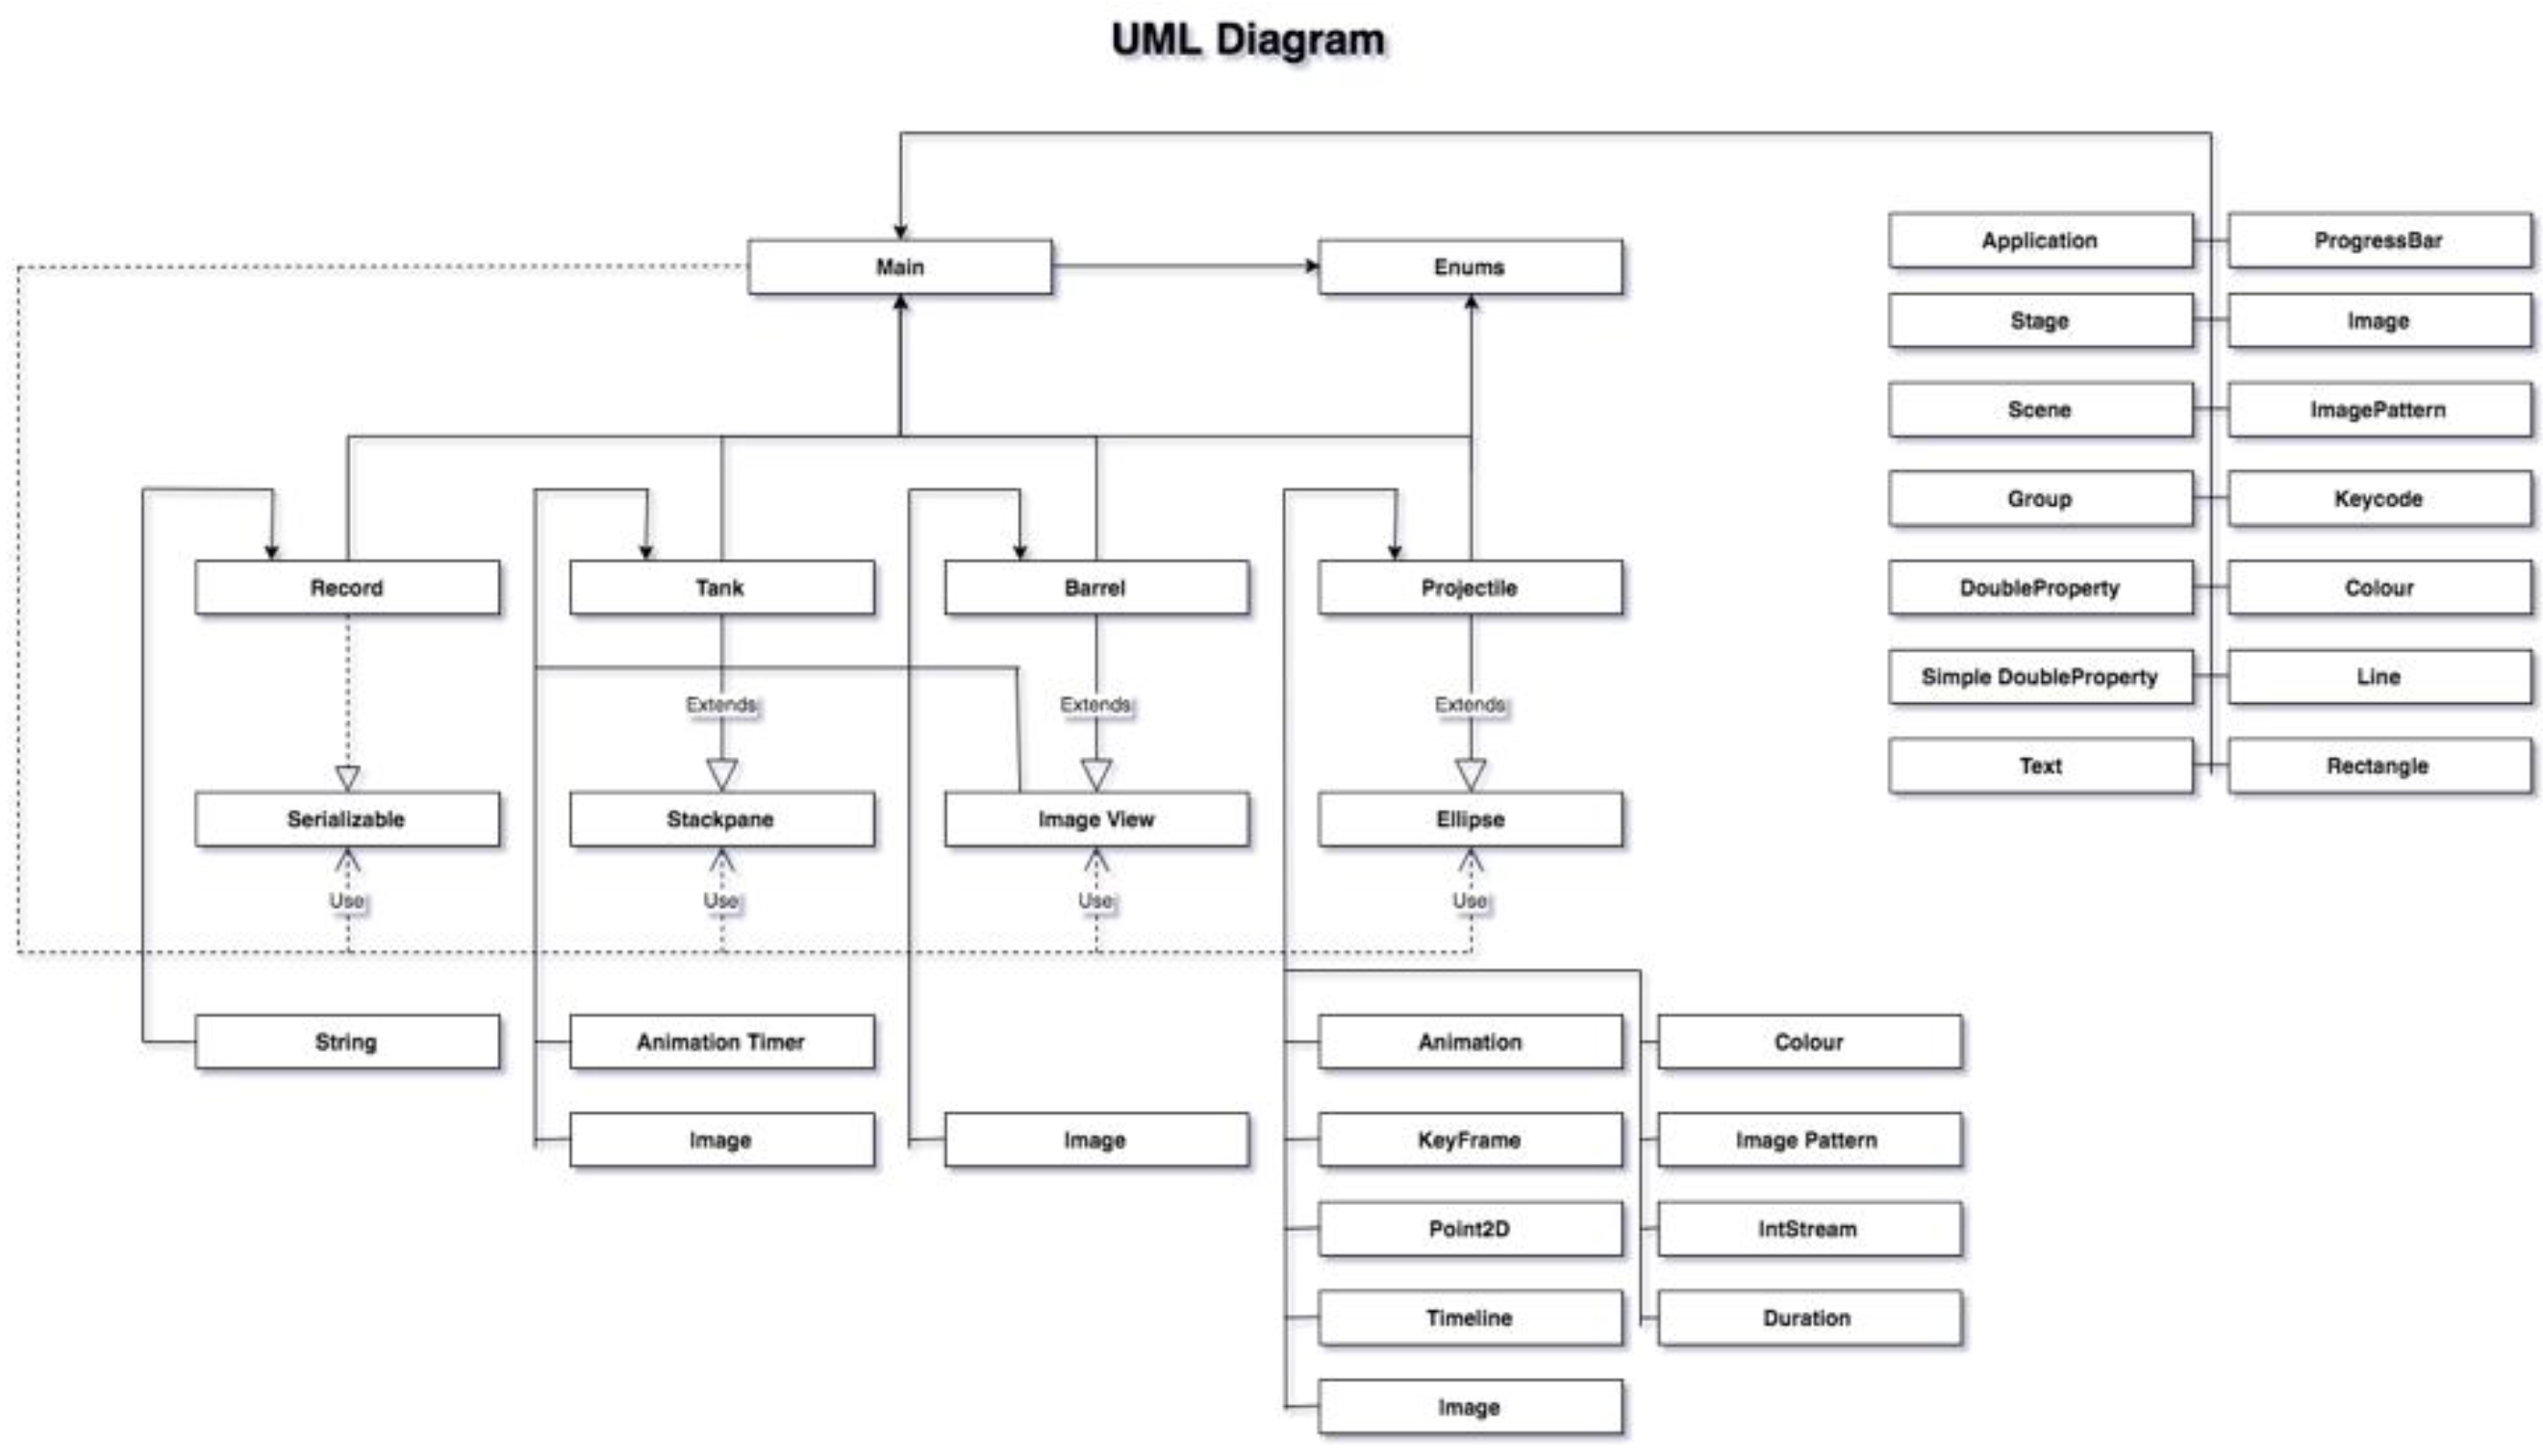 UML Diagram
Main
Enums
Application
ProgressBar
Stage
Image
Scene
ImagePattern
Group
Keycode
DoubleProperty
Colour
Simple DoubleProperty
Line
Text
Rectangle
Record
Tank
Barrel
Projectile
Extends
Extends
Extends
Serializable
Stackpane
Image View
Ellipse
Use
Use
Use
Use
String
Animation Timer
Animation
Colour
Image
Image
KeyFrame
Image Pattern
Point2D
IntStream
Timeline
Duration
Image